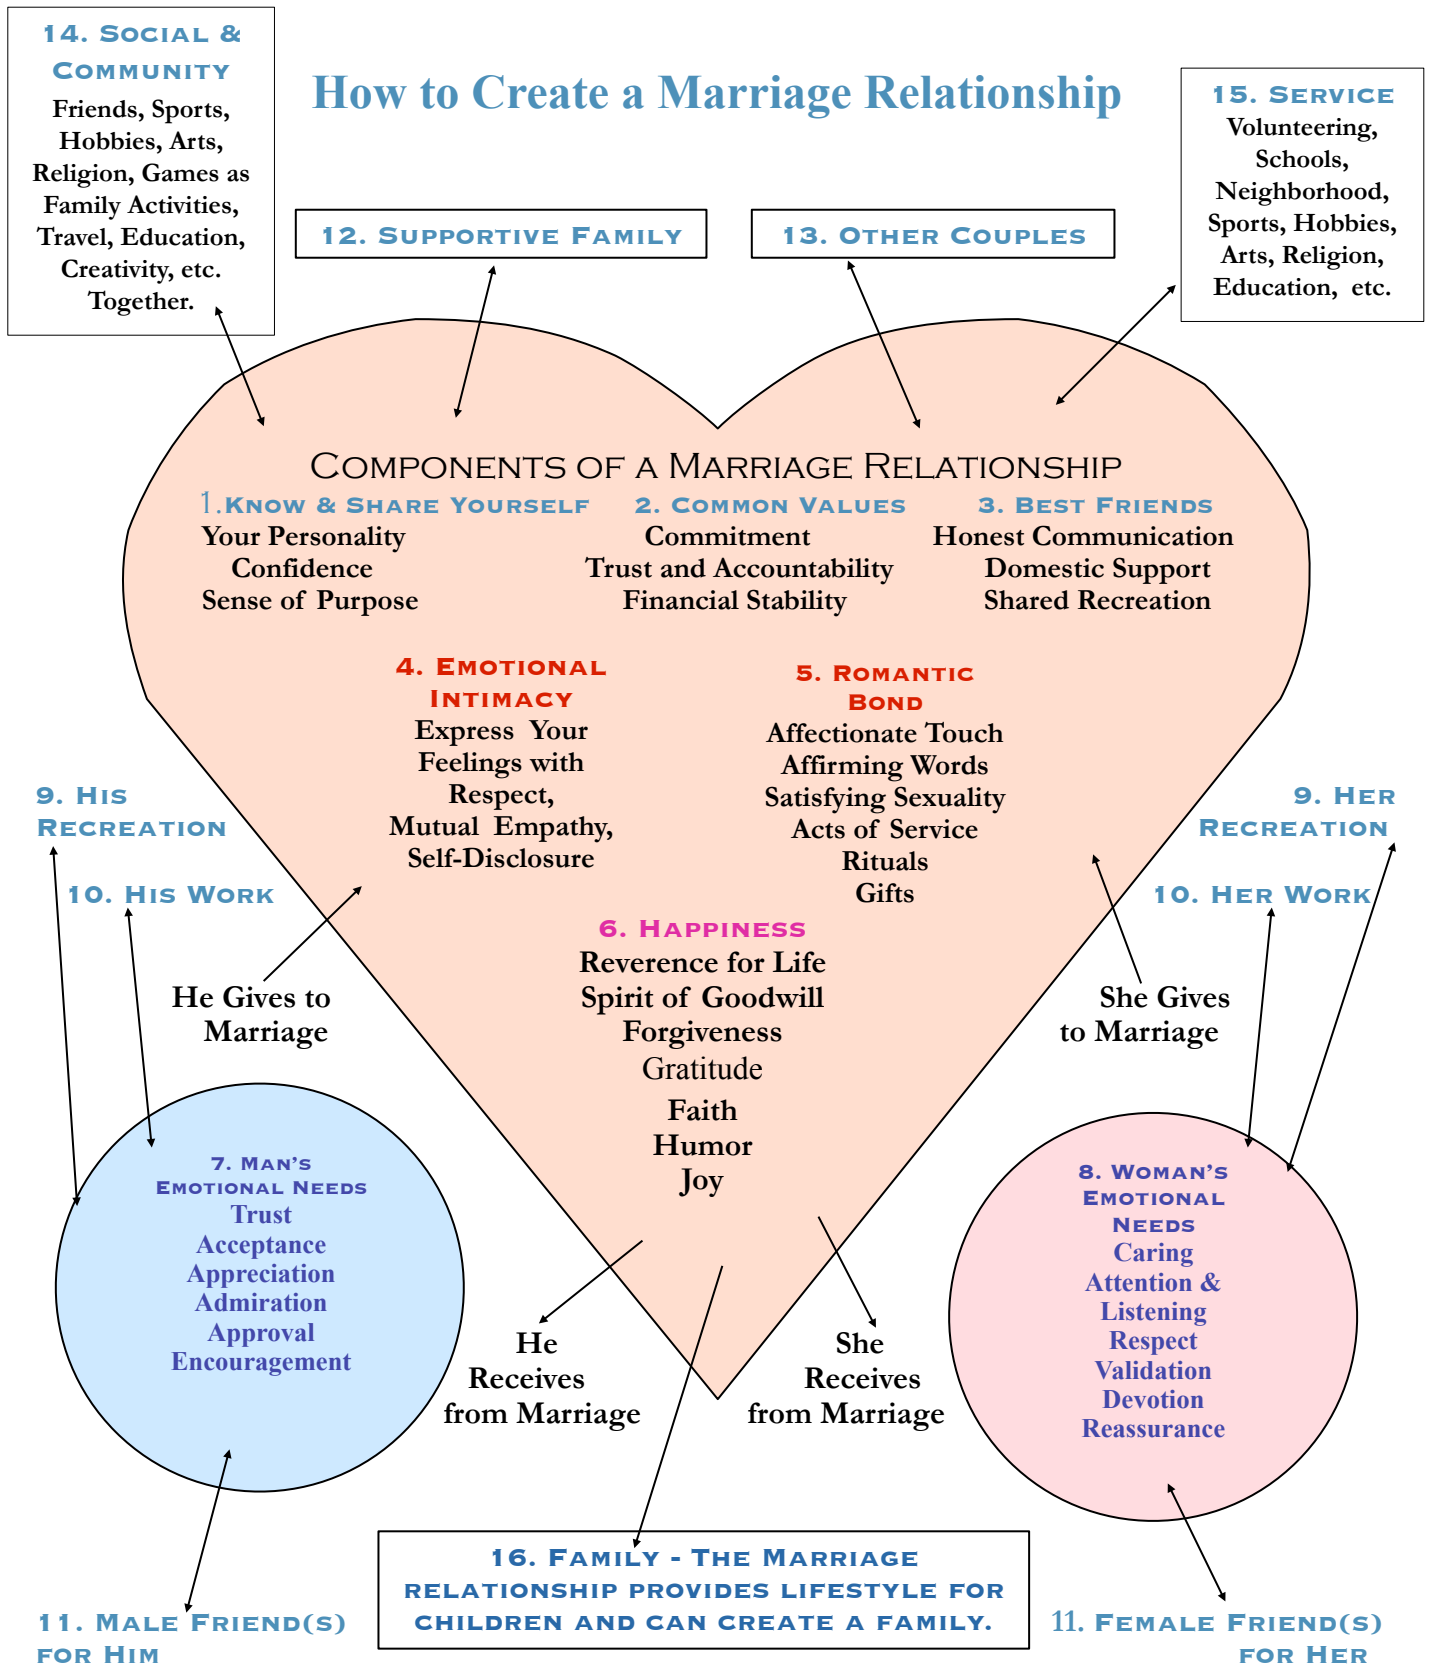 14. Social &
Community
Friends, Sports,
Hobbies, Arts,
Religion, Games as
Family Activities,
Travel, Education,
Creativity, etc.
Together.
How to Create a Marriage Relationship
15. Service
Volunteering,
Schools,
Neighborhood,
Sports, Hobbies,
Arts, Religion,
Education, etc.
12. Supportive Family
13. Other Couples
Components of a Marriage Relationship
1. Know & Share Yourself
Your Personality
Confidence
Sense of Purpose
2. Common Values
Commitment
Trust and Accountability
Financial Stability
3. Best Friends
Honest Communication
Domestic Support
Shared Recreation
4. Emotional
Intimacy
Express Your
Feelings with
Respect,
Mutual Empathy,
Self-Disclosure
5. Romantic
Bond
Affectionate Touch
Affirming Words
Satisfying Sexuality
Acts of Service
Rituals
Gifts
9. His
Recreation
10. His Work
9. Her
Recreation
10. Her Work
6. Happiness
Reverence for Life
Spirit of Goodwill
Forgiveness
Gratitude
Faith
Humor
Joy
He Gives to
Marriage
She Gives
to Marriage
7. Man's
Emotional Needs
Trust
Acceptance
Appreciation
Admiration
Approval
Encouragement
8. Woman's
Emotional
Needs
Caring
Attention &
Listening
Respect
Validation
Devotion
Reassurance
He
Receives
from Marriage
She
Receives
from Marriage
16. Family - The Marriage
relationship provides lifestyle for
children and can create a family.
11. Male Friend(s)
for Him
11. Female Friend(s)
for Her